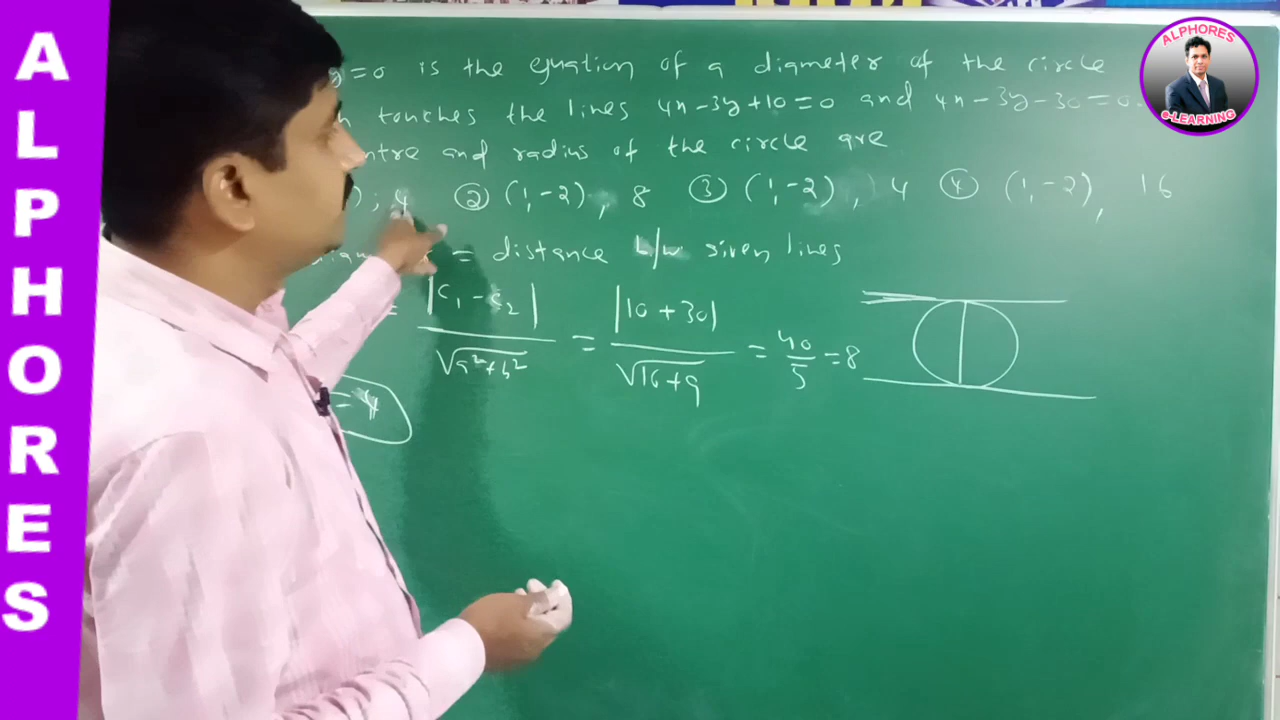 ALPHORES
ALPHORES
e-LEARNING
y=0 is the equation of a diameter of the circle
touches the lines 4x-3y+10=0 and 4x-3y-30=0.
and radius of the circle are
); 4 ② (1,-2), 8 ③ (1,-2), 4 ④ (1,-2), 16
= distance b/w given lines
= |c₁-c₂| / √a²+b² = |10+30| / √16+9 = 40/5 = 8
= 4